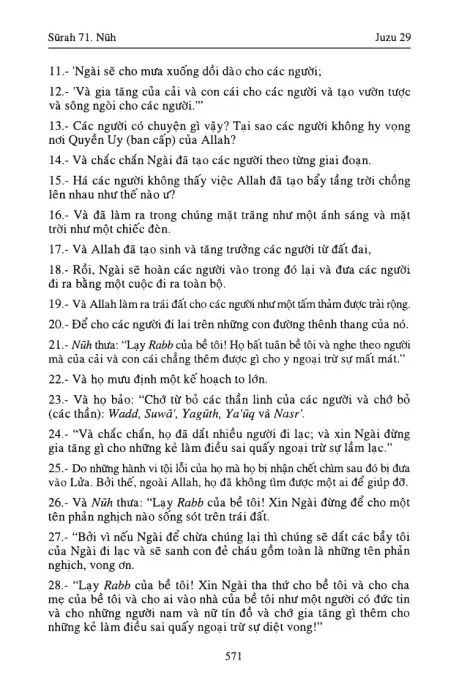 Sūrah 71. Nūh
Juzu 29
11.- 'Ngài sẽ cho mưa xuống dồi dào cho các người;
12.- 'Và gia tăng của cải và con cái cho các người và tạo vườn tược
và sông ngòi cho các người.'"
13.- Các người có chuyện gì vậy? Tại sao các người không hy vọng
nơi Quyền Uy (ban cấp) của Allah?
14.- Và chắc chắn Ngài đã tạo các người theo từng giai đoạn.
15.- Há các người không thấy việc Allah đã tạo bẩy tầng trời chồng
lên nhau như thế nào ư?
16.- Và đã làm ra trong chúng mặt trăng như một ánh sáng và mặt
trời như một chiếc đèn.
17.- Và Allah đã tạo sinh và tăng trưởng các người từ đất đai,
18.- Rồi, Ngài sẽ hoàn các người vào trong đó lại và đưa các người
đi ra bằng một cuộc đi ra toàn bộ.
19.- Và Allah làm ra trái đất cho các người như một tấm thảm được trải rộng.
20.- Để cho các người đi lai trên những con đường thênh thang của nó.
21.- Nūh thưa: "Lạy Rabb của bề tôi! Họ bất tuân bề tôi và nghe theo người
mà của cải và con cái chẳng thêm được gì cho y ngoại trừ sự mất mát."
22.- Và họ mưu định một kế hoạch to lớn.
23.- Và họ bảo: "Chớ từ bỏ các thần linh của các người và chớ bỏ
(các thần): Wadd, Suwā', Yagūth, Ya'ūq và Nasr'.
24.- "Và chắc chắn, họ đã dắt nhiều người đi lạc; và xin Ngài đừng
gia tăng gì cho những kẻ làm điều sai quấy ngoại trừ sự lầm lạc."
25.- Do những hành vi tội lỗi của họ mà họ bị nhận chết chìm sau đó bị đưa
vào Lửa. Bởi thế, ngoài Allah, họ đã không tìm được một ai để giúp đỡ.
26.- Và Nūh thưa: "Lạy Rabb của bề tôi! Xin Ngài đừng để cho một
tên phản nghịch nào sống sót trên trái đất.
27.- "Bởi vì nếu Ngài để chừa chúng lại thì chúng sẽ dắt các bầy tôi
của Ngài đi lạc và sẽ sanh con đẻ cháu gồm toàn là những tên phản
nghịch, vong ơn.
28.- "Lạy Rabb của bề tôi! Xin Ngài tha thứ cho bề tôi và cho cha
mẹ của bề tôi và cho ai vào nhà của bề tôi như một người có đức tin
và cho những người nam và nữ tín đồ và chớ gia tăng gì thêm cho
những kẻ làm điều sai quấy ngoại trừ sự diệt vong!"
571